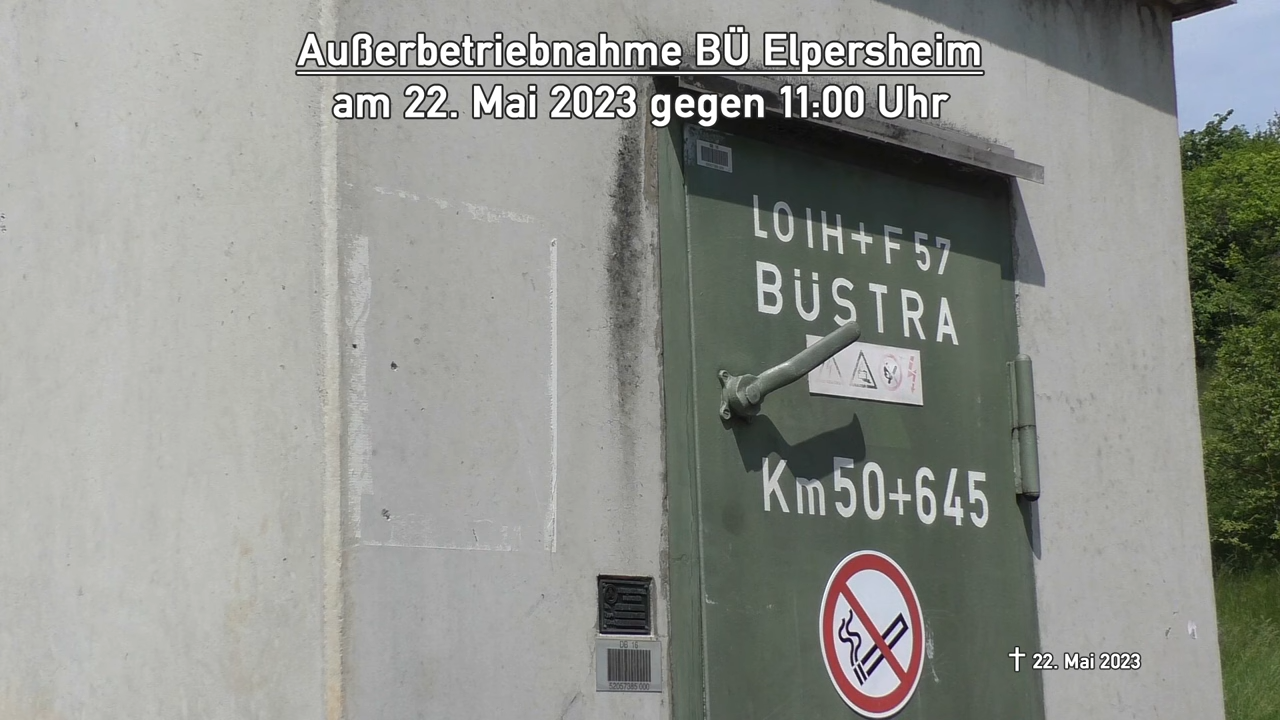 Außerbetriebnahme BÜ Elpersheim
am 22. Mai 2023 gegen 11:00 Uhr
LOIH+F57
BÜSTRA
Km50+645
† 22. Mai 2023